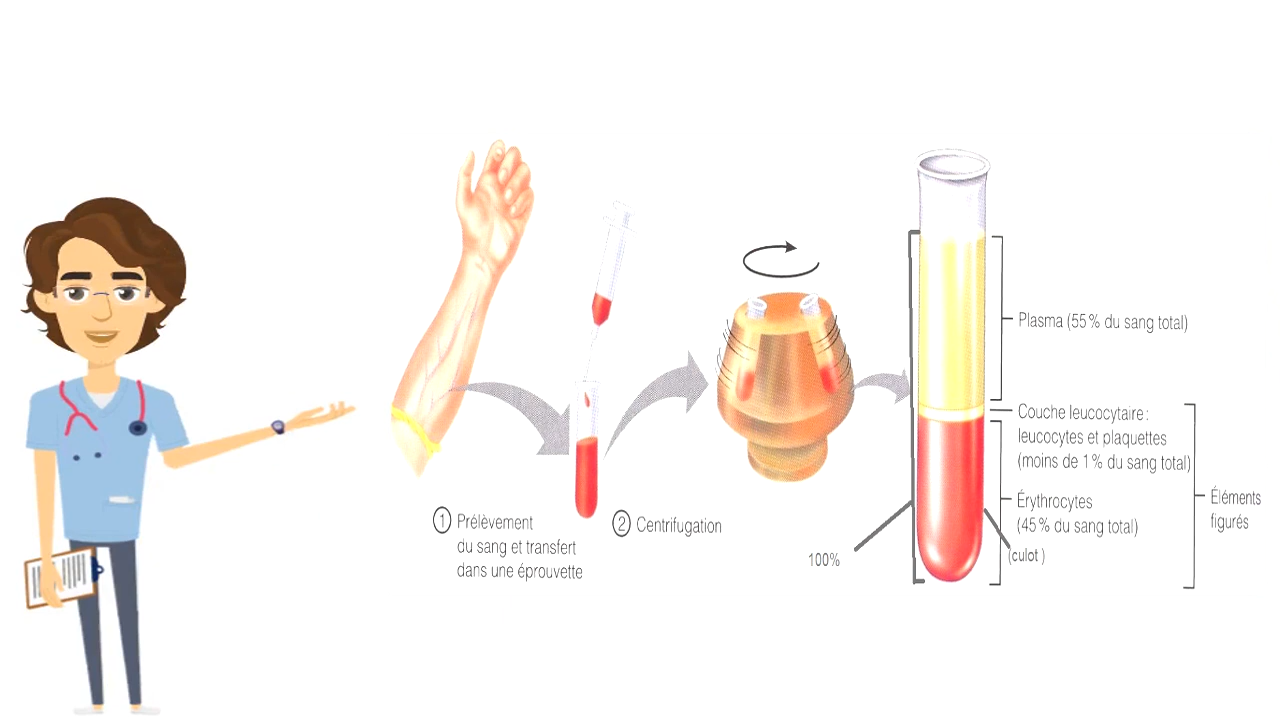 1 Prélèvement
du sang et transfert
dans une éprouvette
2 Centrifugation
100%
Plasma (55 % du sang total)
Couche leucocytaire :
leucocytes et plaquettes
(moins de 1 % du sang total)
Érythrocytes
(45 % du sang total)
(culot )
Éléments
figurés